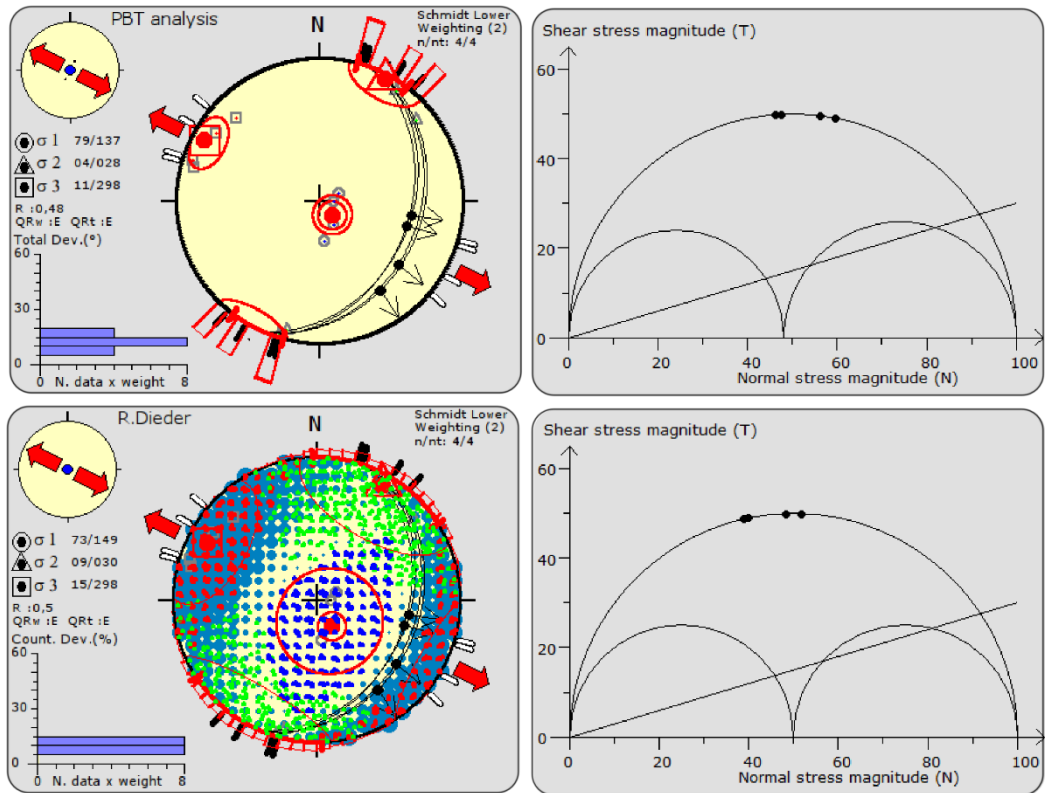 PBT analysis
N
Schmidt Lower
Weighting (2)
n/nt: 4/4
σ 1 79/137
σ 2 04/028
σ 3 11/298
R :0,48
QRw :E QRt :E
Total Dev.(°)
60
30
0
0 N. data x weight 8
Shear stress magnitude (T)
60
40
20
0
0 20 40 60 80 100
Normal stress magnitude (N)
R.Dieder
N
Schmidt Lower
Weighting (2)
n/nt: 4/4
σ 1 73/149
σ 2 09/030
σ 3 15/298
R :0,5
QRw :E QRt :E
Count. Dev.(%)
60
30
0
0 N. data x weight 8
Shear stress magnitude (T)
60
40
20
0
0 20 40 60 80 100
Normal stress magnitude (N)